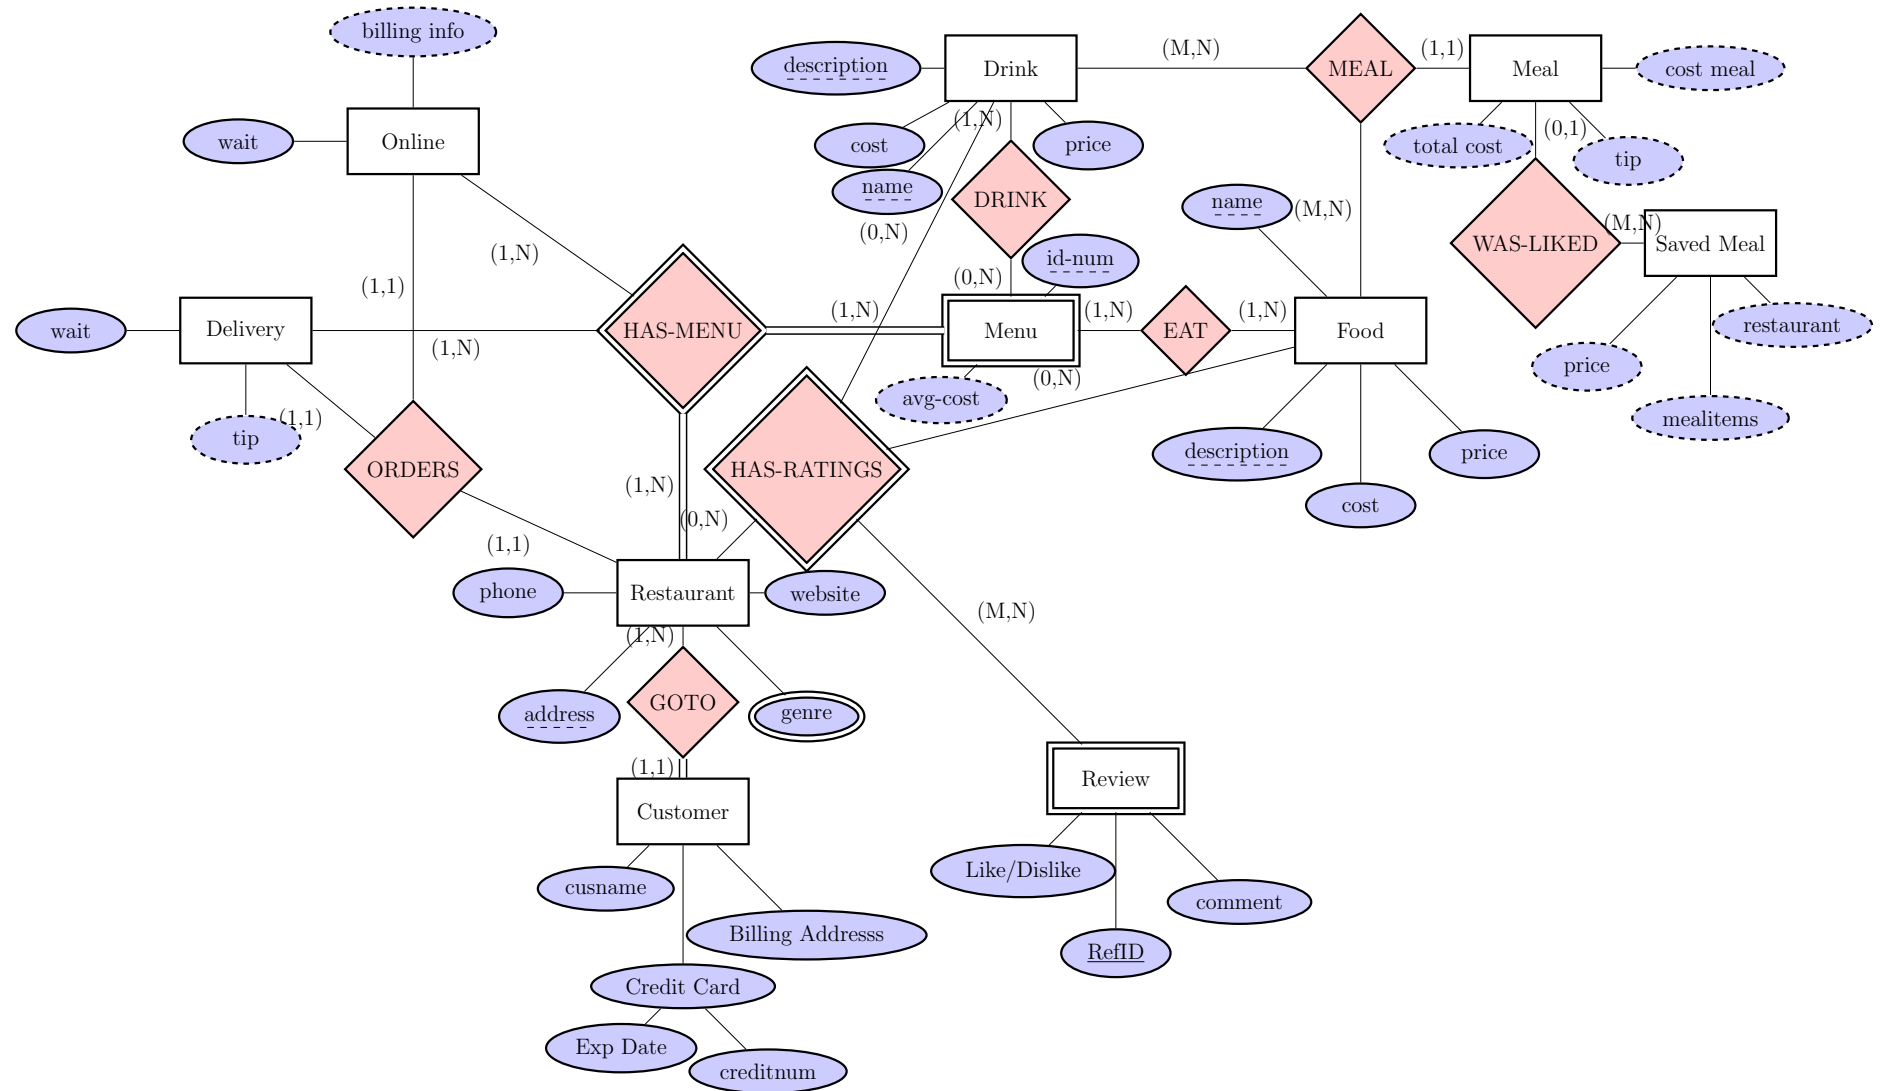 billing info
(M,N)
(1,1)
description
Drink
MEAL
Meal
cost meal
(1,N)
(0,1)
wait
Online
cost
price
total cost
tip
name
DRINK
name
(M,N)
(M,N)
(0,N)
WAS-LIKED
Saved Meal
(1,N)
id-num
(1,1)
(0,N)
(1,N)
(1,N)
(1,N)
wait
Delivery
HAS-MENU
Menu
EAT
Food
restaurant
(1,N)
price
(0,N)
avg-cost
(1,1)
mealitems
tip
description
price
ORDERS
HAS-RATINGS
(1,N)
cost
(0,N)
(1,1)
phone
Restaurant
website
(M,N)
(1,N)
GOTO
address
genre
(1,1)
Review
Customer
Like/Dislike
cusname
comment
Billing Addresss
RefID
Credit Card
Exp Date
creditnum